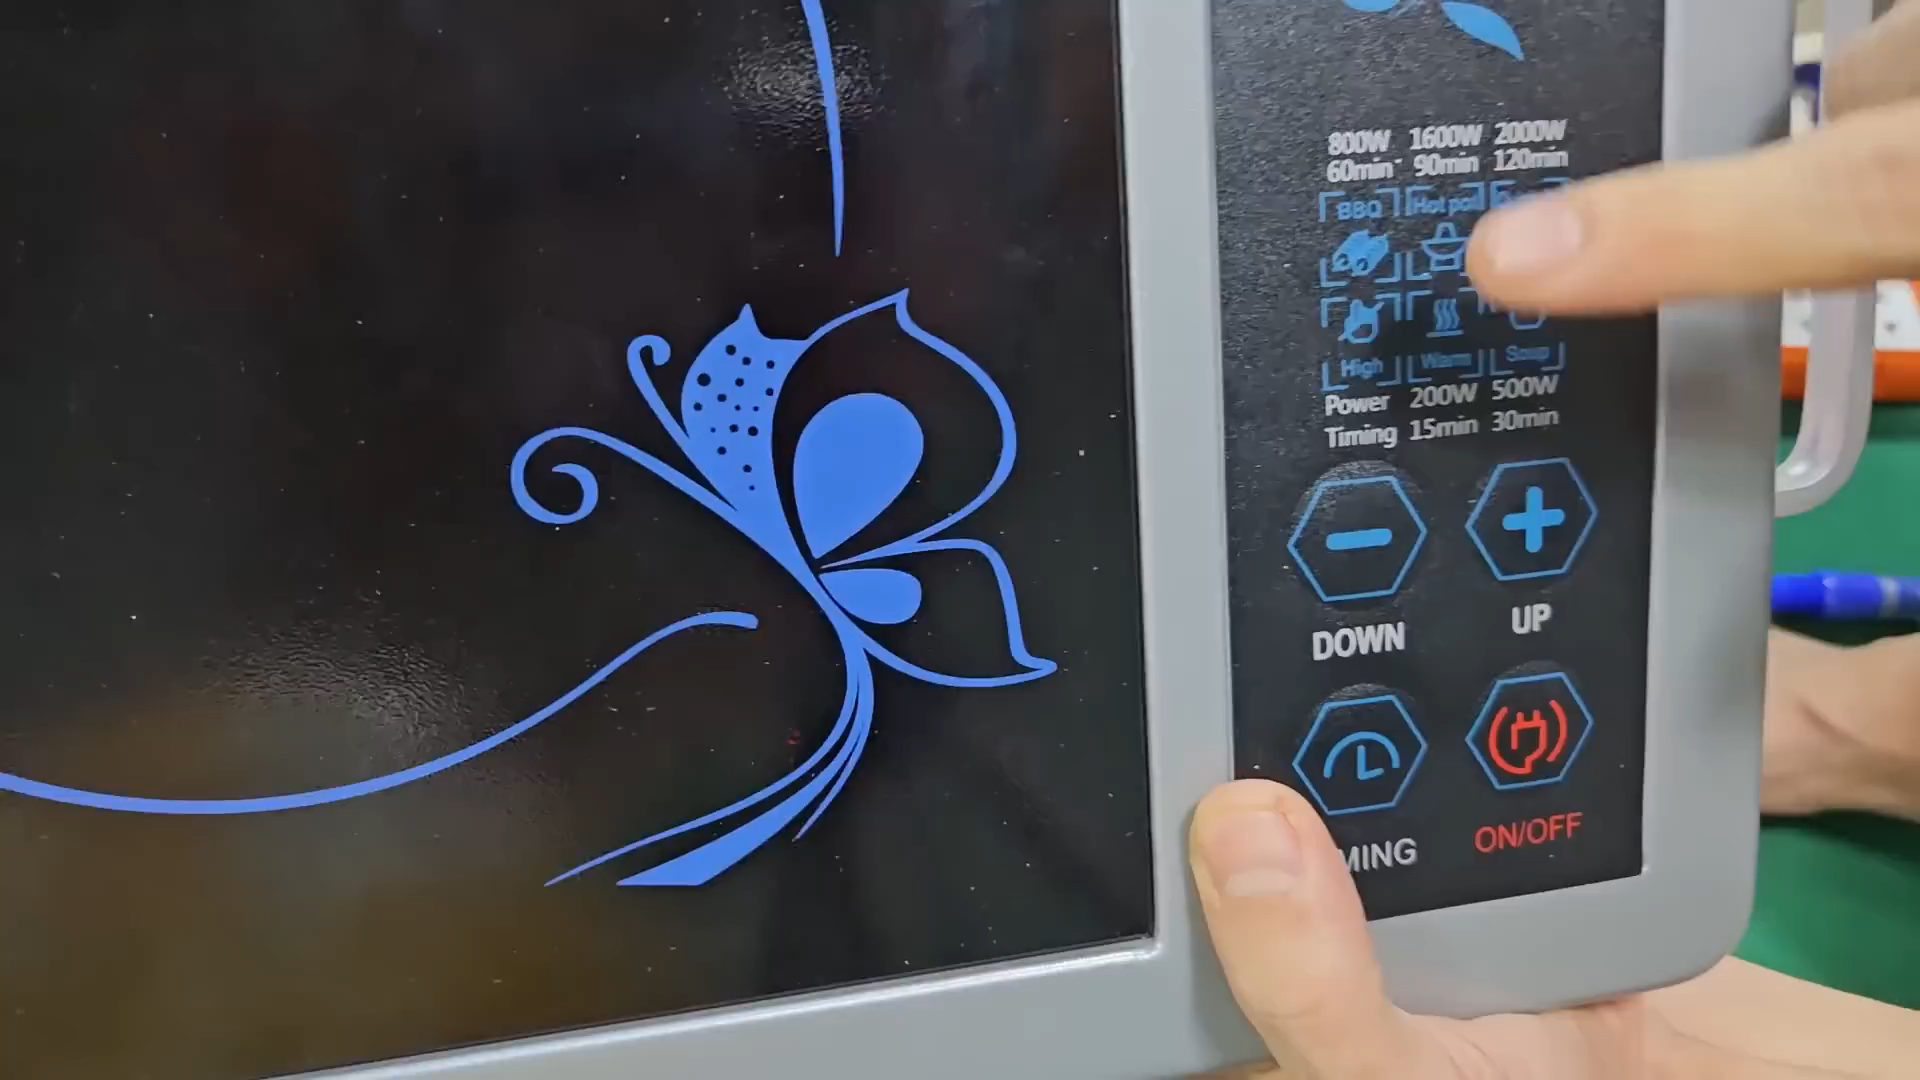 800W 1600W 2000W
60min 90min 120min
BBQ Hot pot
High Warm Soup
Power 200W 500W
Timing 15min 30min
DOWN UP
MING ON/OFF